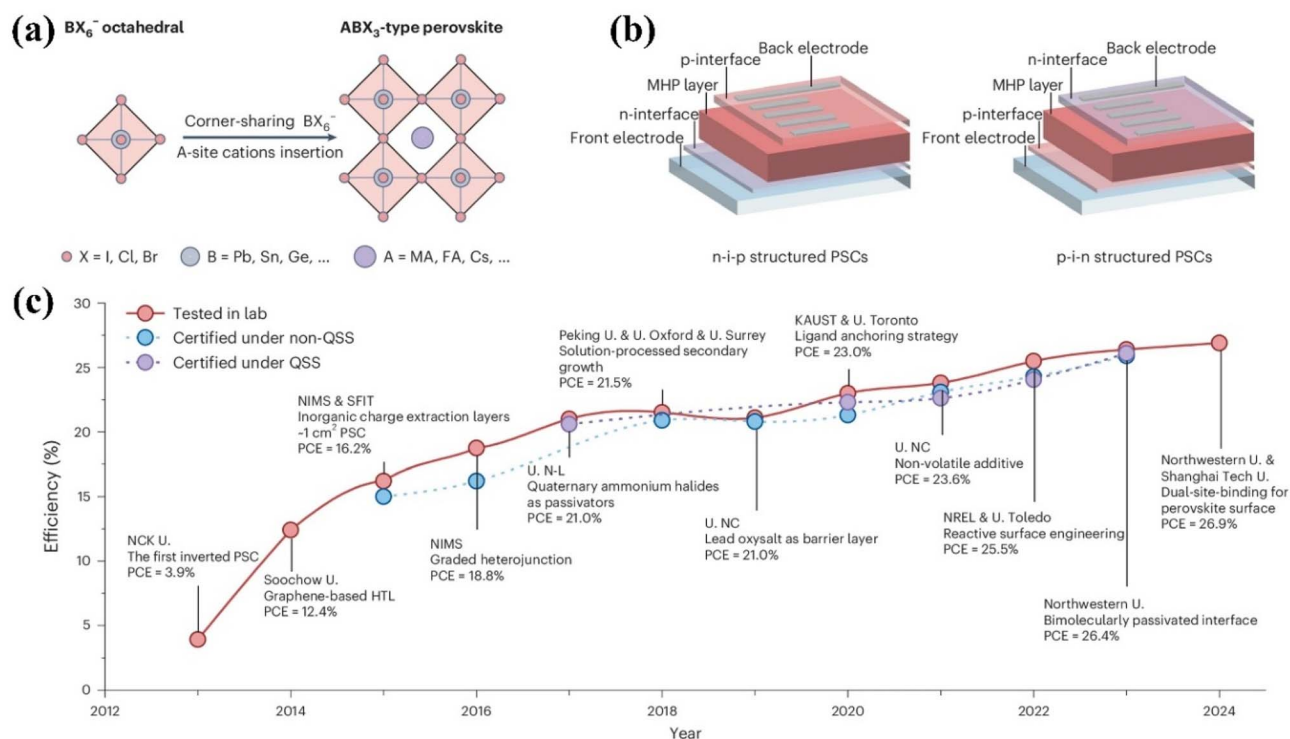 (a)
BX₆⁻ octahedral
ABX₃-type perovskite
Corner-sharing BX₆⁻
A-site cations insertion
X = I, Cl, Br
B = Pb, Sn, Ge, ...
A = MA, FA, Cs, ...
(b)
Back electrode
p-interface
MHP layer
n-interface
Front electrode
n-i-p structured PSCs
Back electrode
n-interface
MHP layer
p-interface
Front electrode
p-i-n structured PSCs
(c)
Efficiency (%)
30
25
20
15
10
5
0
Tested in lab
Certified under non-QSS
Certified under QSS
NCK U.
The first inverted PSC
PCE = 3.9%
Soochow U.
Graphene-based HTL
PCE = 12.4%
NIMS & SFIT
Inorganic charge extraction layers
~1 cm² PSC
PCE = 16.2%
NIMS
Graded heterojunction
PCE = 18.8%
U. N-L
Quaternary ammonium halides
as passivators
PCE = 21.0%
Peking U. & U. Oxford & U. Surrey
Solution-processed secondary
growth
PCE = 21.5%
U. NC
Lead oxysalt as barrier layer
PCE = 21.0%
KAUST & U. Toronto
Ligand anchoring strategy
PCE = 23.0%
U. NC
Non-volatile additive
PCE = 23.6%
NREL & U. Toledo
Reactive surface engineering
PCE = 25.5%
Northwestern U.
Bimolecularly passivated interface
PCE = 26.4%
Northwestern U. &
Shanghai Tech U.
Dual-site-binding for
perovskite surface
PCE = 26.9%
2012
2014
2016
2018
2020
2022
2024
Year